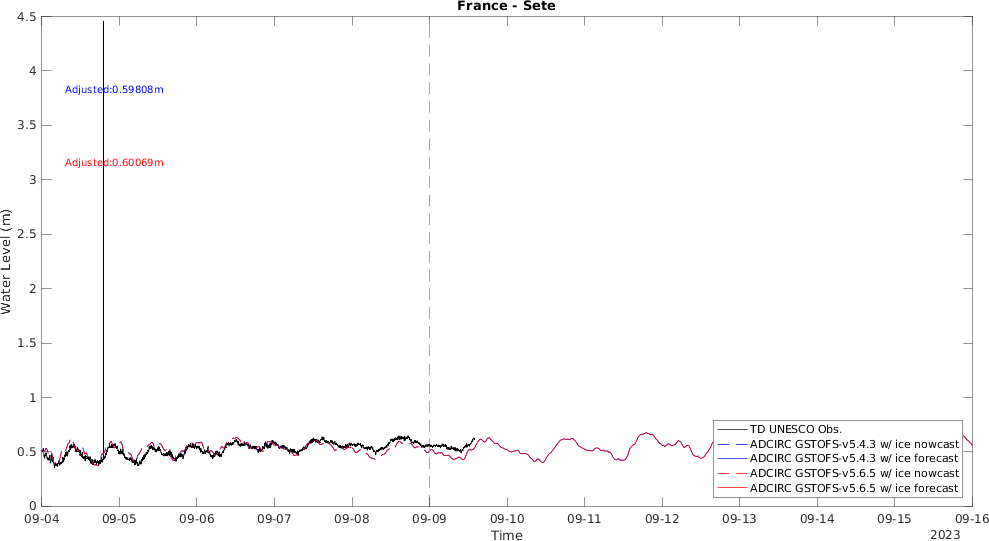 France - Sete
4.5
4
3.5
3
2.5
2
1.5
1
0.5
0
Water Level (m)
Adjusted:0.59808m
Adjusted:0.60069m
TD UNESCO Obs.
ADCIRC GSTOFS-v5.4.3 w/ ice nowcast
ADCIRC GSTOFS-v5.4.3 w/ ice forecast
ADCIRC GSTOFS-v5.6.5 w/ ice nowcast
ADCIRC GSTOFS-v5.6.5 w/ ice forecast
09-04 09-05 09-06 09-07 09-08 09-09 09-10 09-11 09-12 09-13 09-14 09-15 09-16
Time
2023